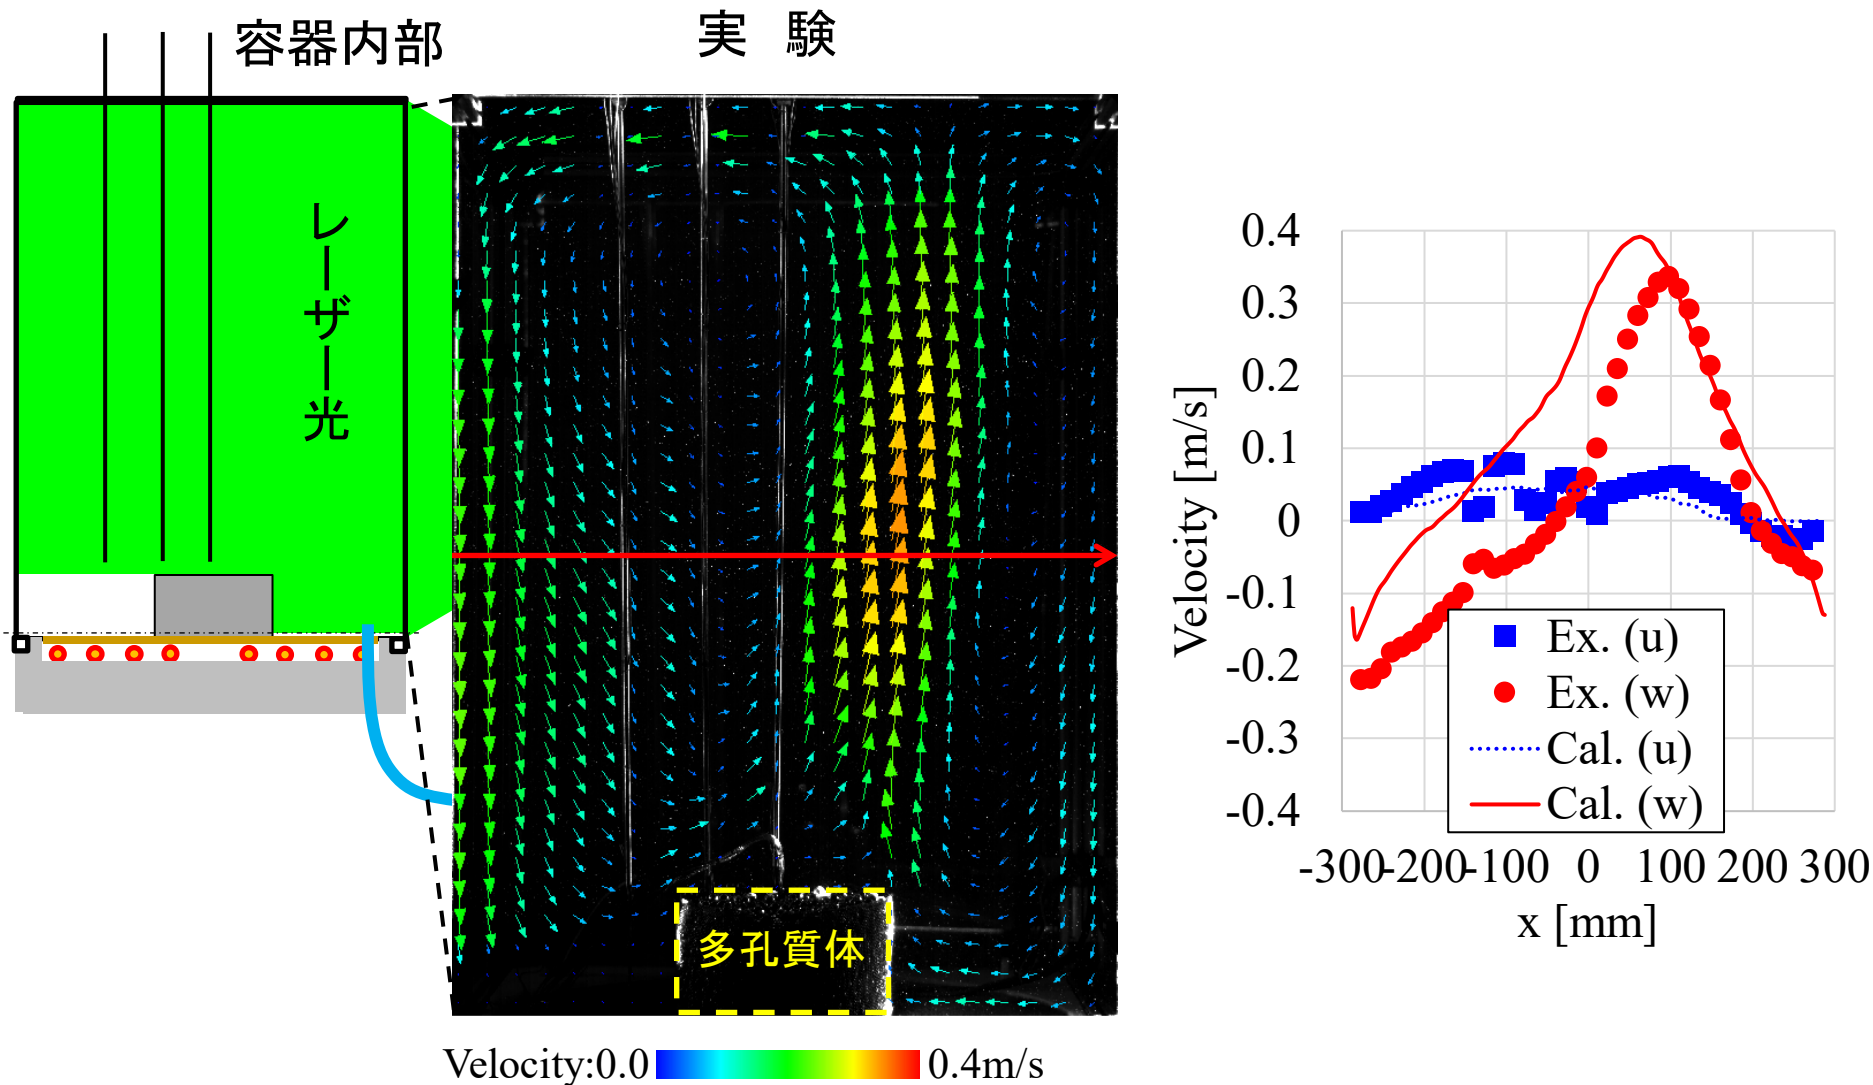 容器内部
実　験
レーザー光
多孔質体
Velocity:0.0
0.4m/s
Velocity [m/s]
0.4
0.3
0.2
0.1
0
-0.1
-0.2
-0.3
-0.4
Ex. (u)
Ex. (w)
Cal. (u)
Cal. (w)
-300 -200 -100 0 100 200 300
x [mm]